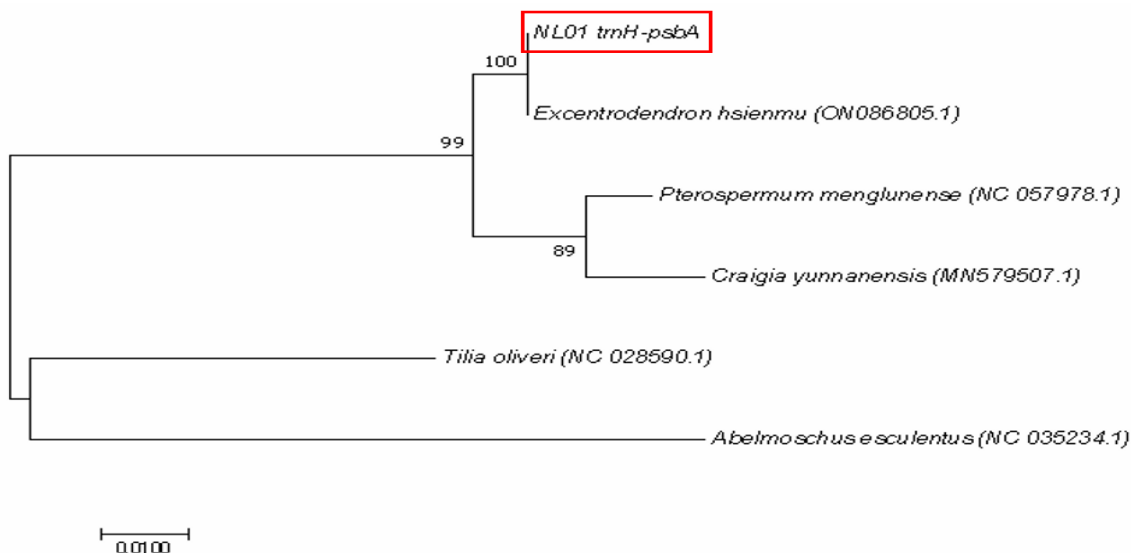 NL01 trnH-psbA
100
Excentrodendron hsienmu (ON086805.1)
99
Pterospermum menglunense (NC 057978.1)
89
Craigia yunnanensis (MN579507.1)
Tilia oliveri (NC 028590.1)
Abelmoschus esculentus (NC 035234.1)
0.0100